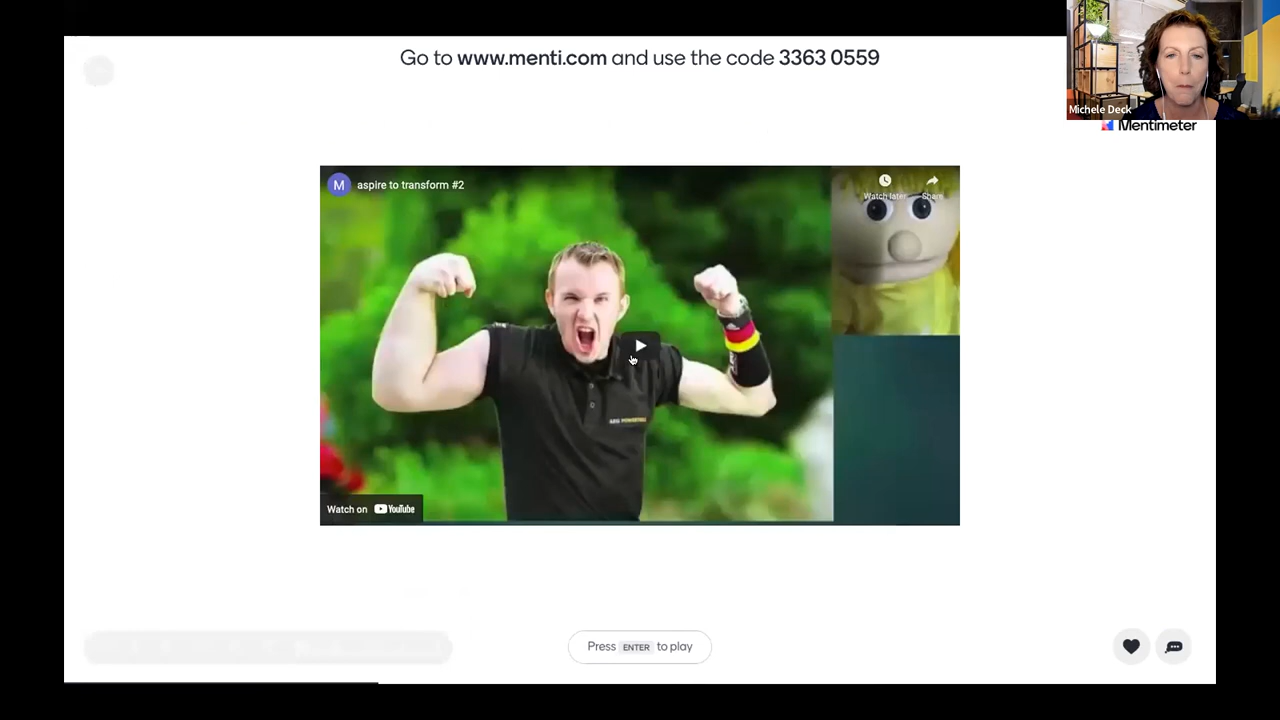 Go to www.menti.com and use the code 3363 0559
Michele Deck
Mentimeter
M aspire to transform #2
Watch later
Share
Watch on YouTube
Press ENTER to play